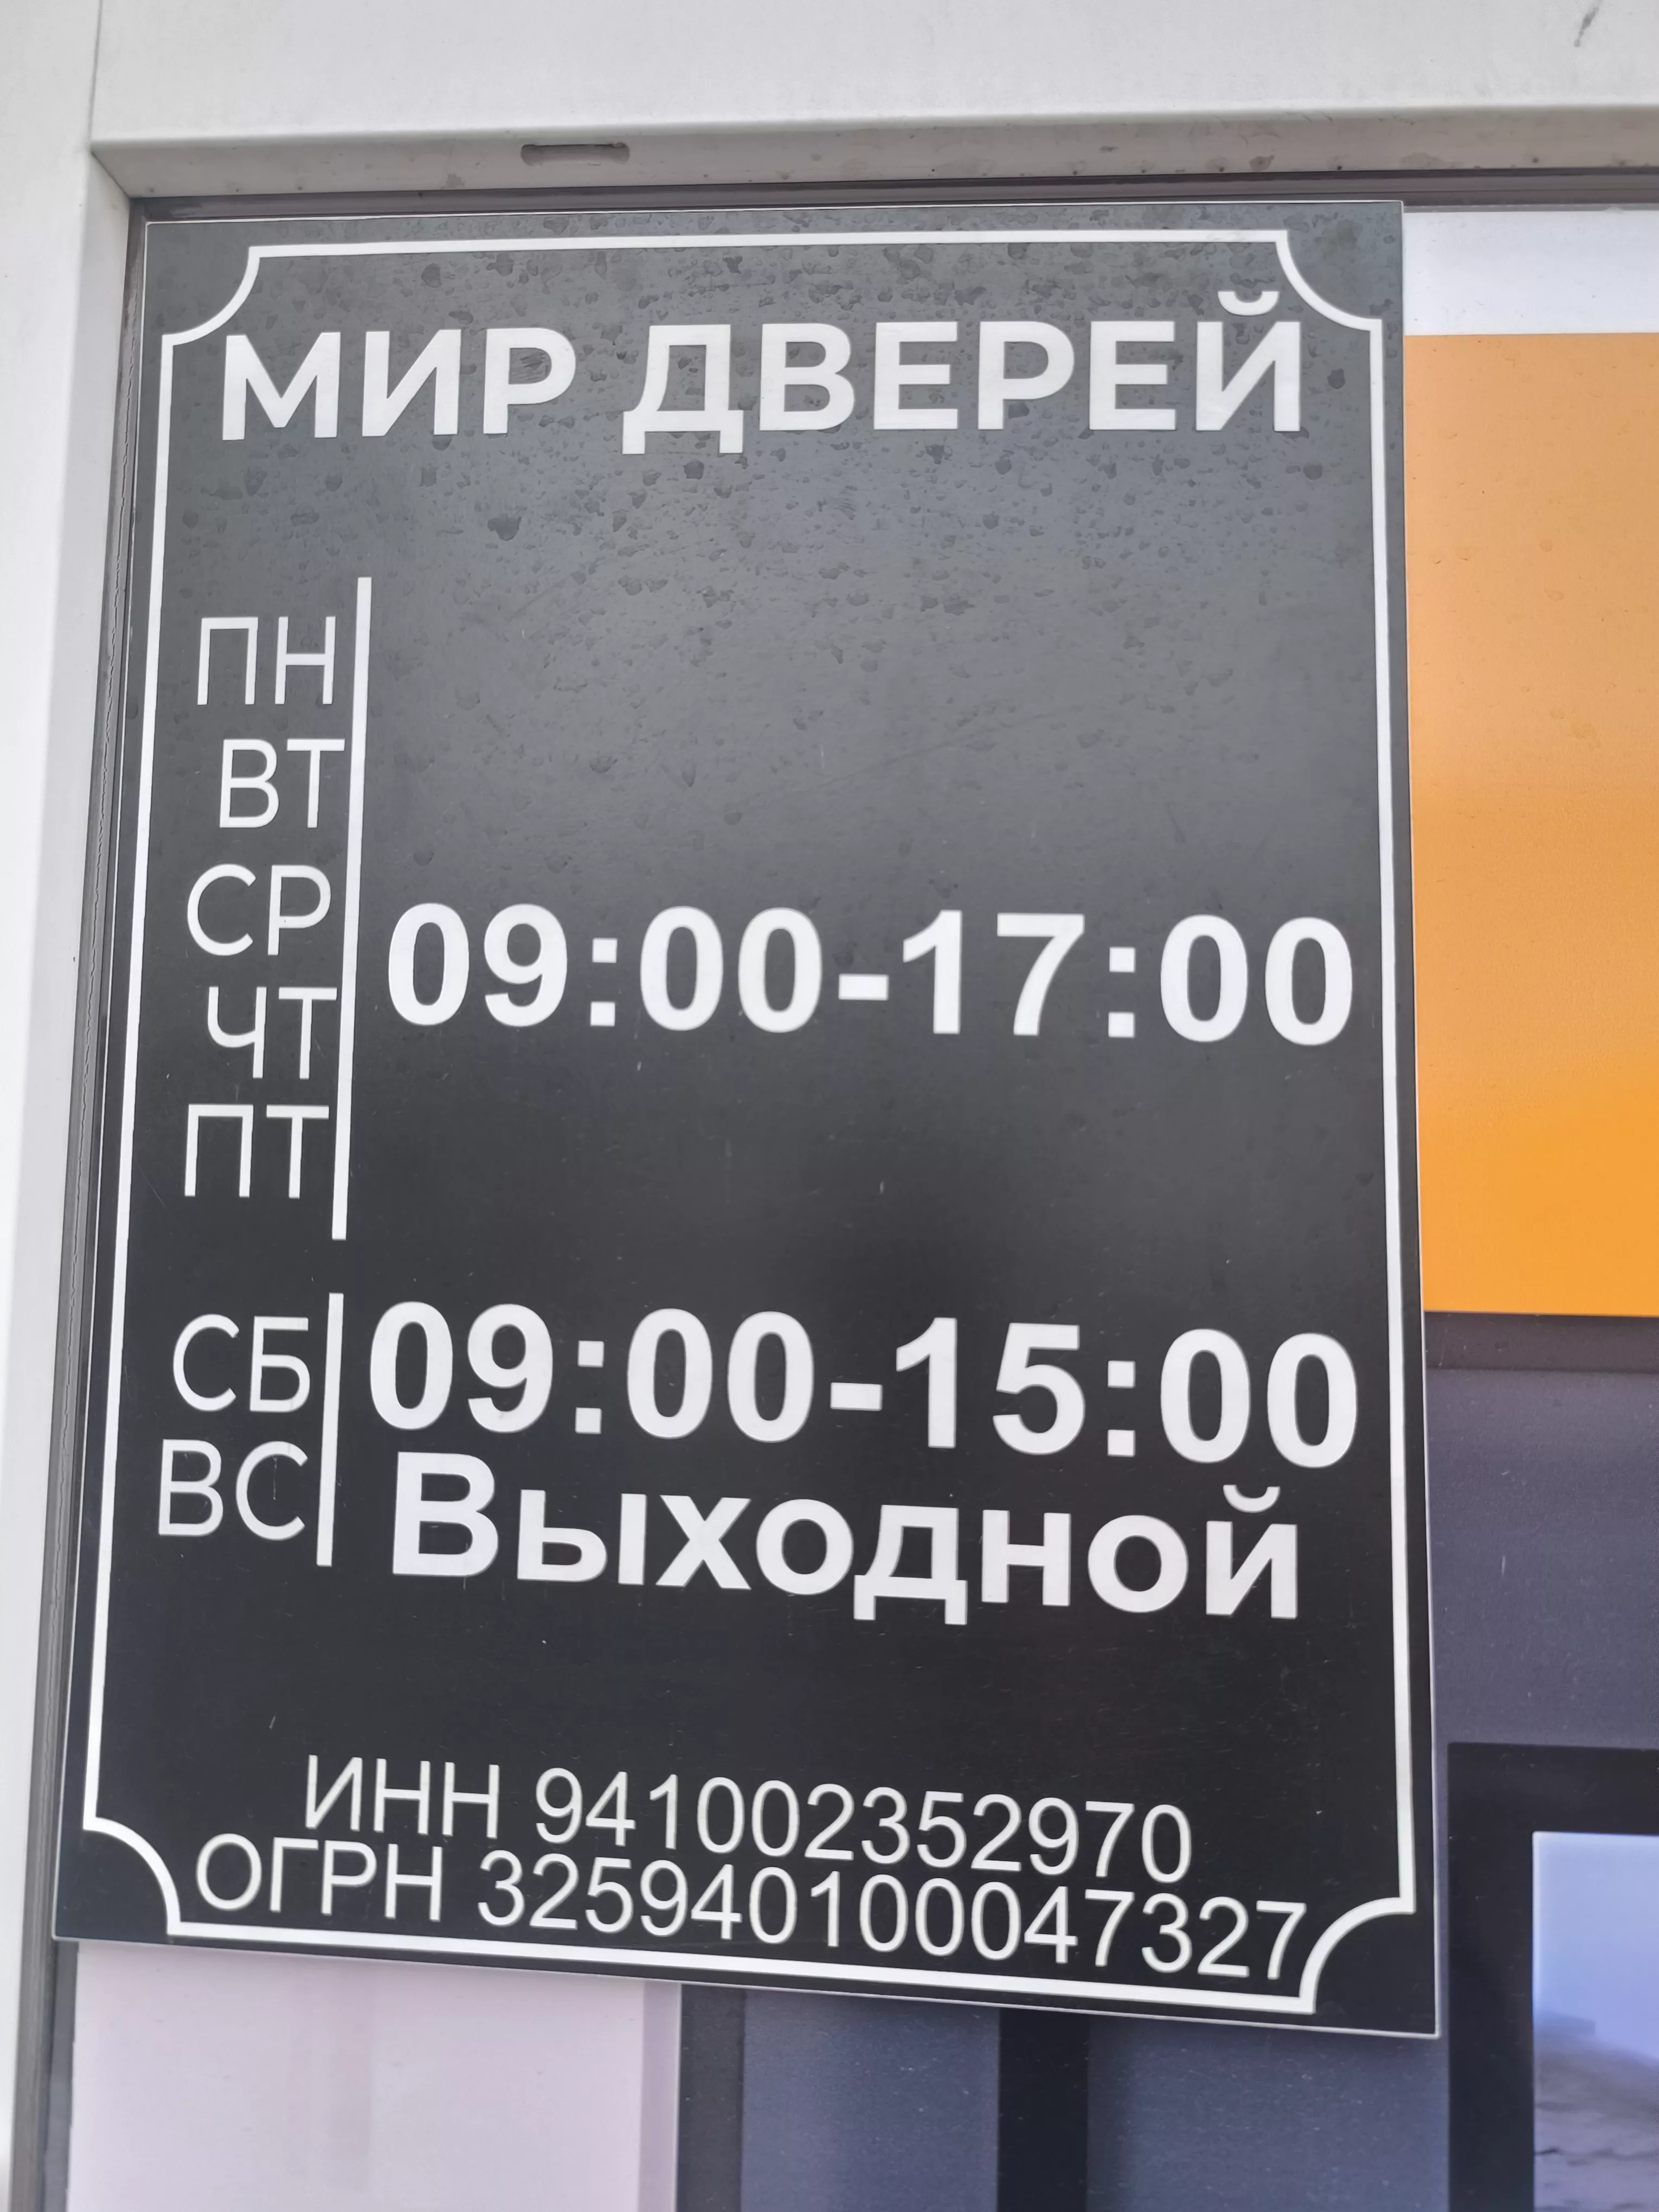 МИР ДВЕРЕЙ
ПН
ВТ
СР
ЧТ
ПТ
09:00-17:00
СБ 09:00-15:00
ВС Выходной
ИНН 941002352970
ОГРН 325940100047327